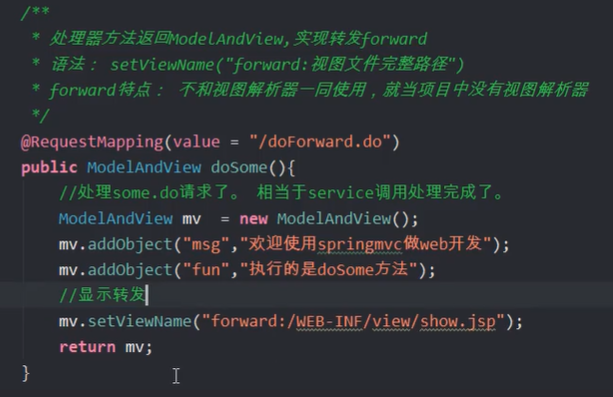 /**
 * 处理器方法返回ModelAndView,实现转发forward
 * 语法： setViewName("forward:视图文件完整路径")
 * forward特点： 不和视图解析器一同使用，就当项目中没有视图解析器
 */
@RequestMapping(value = "/doForward.do")
public ModelAndView doSome(){
    //处理some.do请求了。 相当于service调用处理完成了。
    ModelAndView mv  = new ModelAndView();
    mv.addObject("msg","欢迎使用springmvc做web开发");
    mv.addObject("fun","执行的是doSome方法");
    //显示转发
    mv.setViewName("forward:/WEB-INF/view/show.jsp");
    return mv;
}